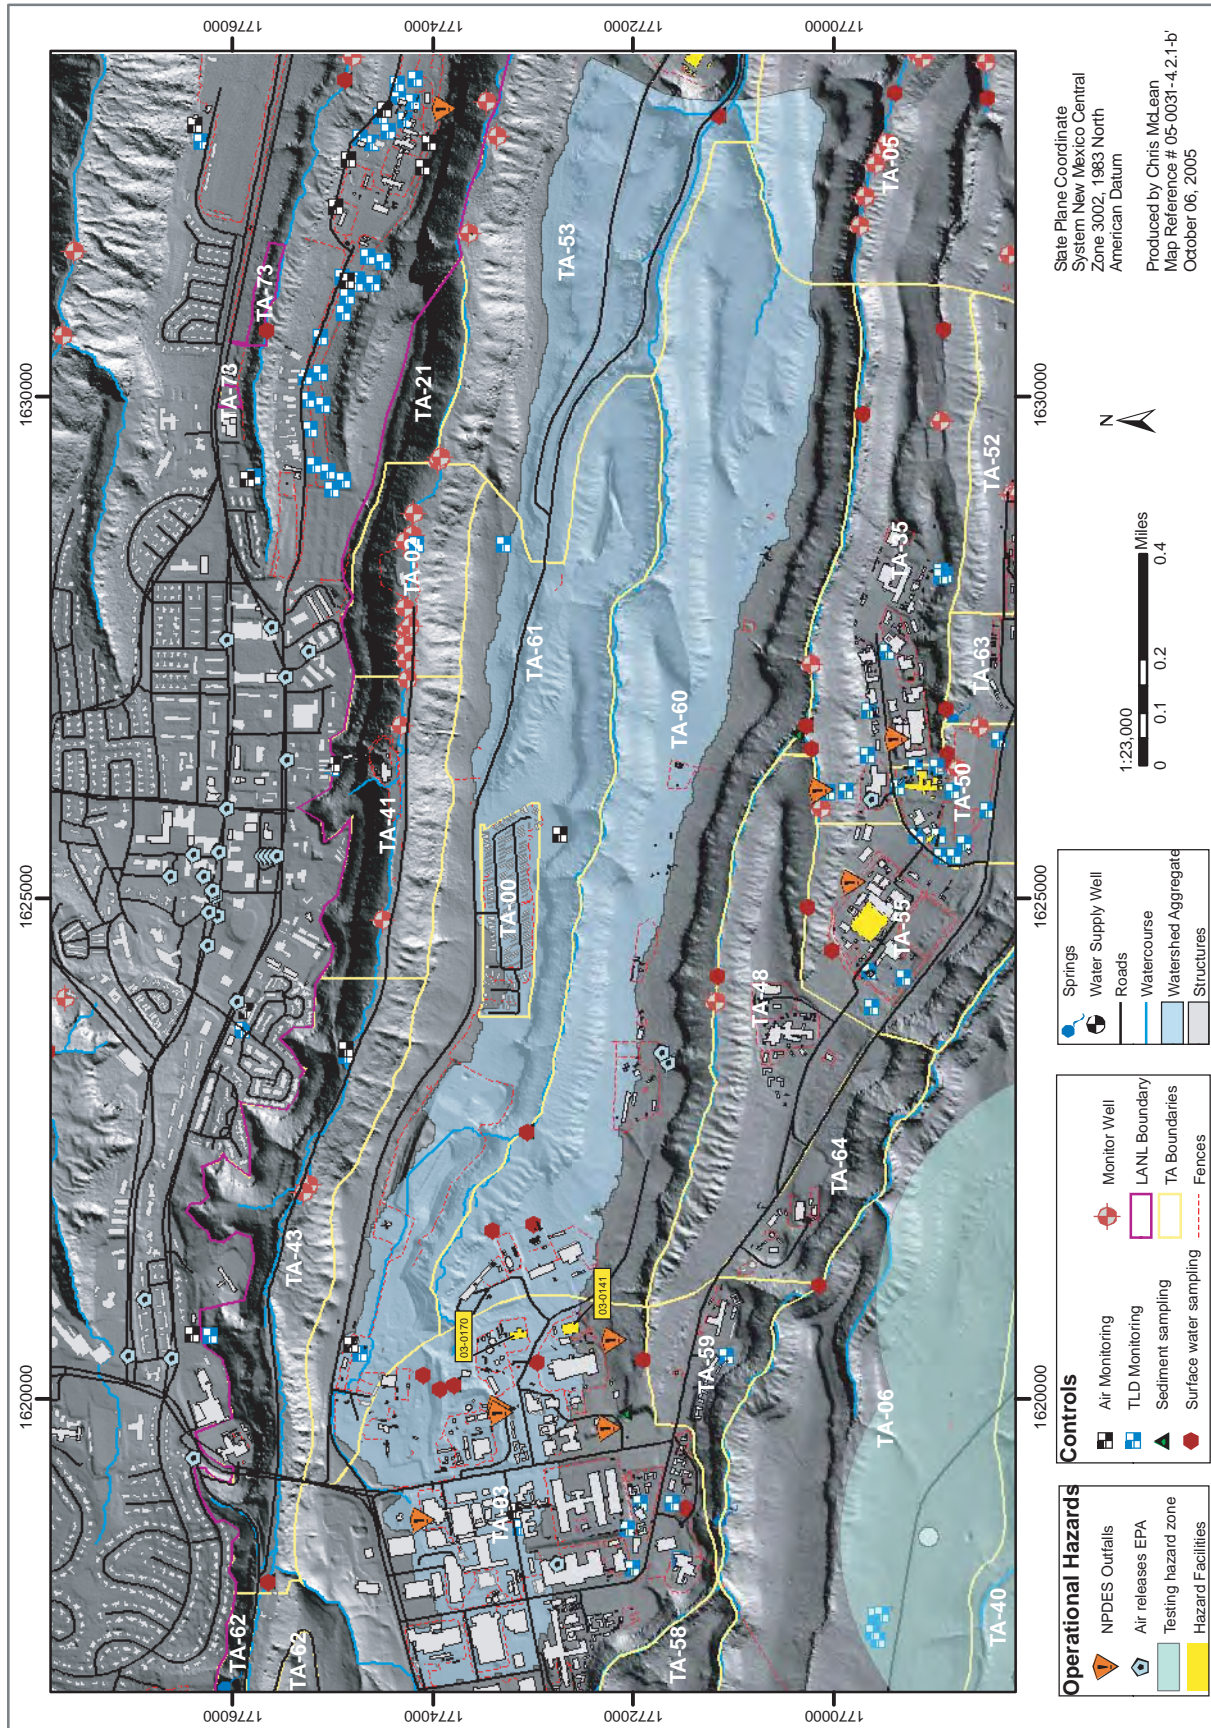 1776000
1774000
1772000
1770000
1630000
1625000
1620000
1630000
1625000
1620000
1776000
1774000
1772000
1770000
TA-73
TA-73
TA-53
TA-05
TA-21
TA-02
TA-61
TA-60
TA-52
TA-35
TA-63
TA-41
TA-00
TA-50
TA-55
TA-48
TA-43
TA-64
03-0170
03-0141
TA-59
TA-06
TA-03
TA-62
TA-62
TA-58
TA-40
State Plane Coordinate
System New Mexico Central
Zone 3002, 1983 North
American Datum
Produced by Chris McLean
Map Reference # 05-0031-4.2.1-b'
October 06, 2005
N
1:23,000
0 0.1 0.2 0.4
Miles
Operational Hazards
NPDES Outfalls
Air releases EPA
Testing hazard zone
Hazard Facilities
Controls
Air Monitoring
TLD Monitoring
Sediment sampling
Surface water sampling
Monitor Well
LANL Boundary
TA Boundaries
Fences
Springs
Water Supply Well
Roads
Watercourse
Watershed Aggregate
Structures